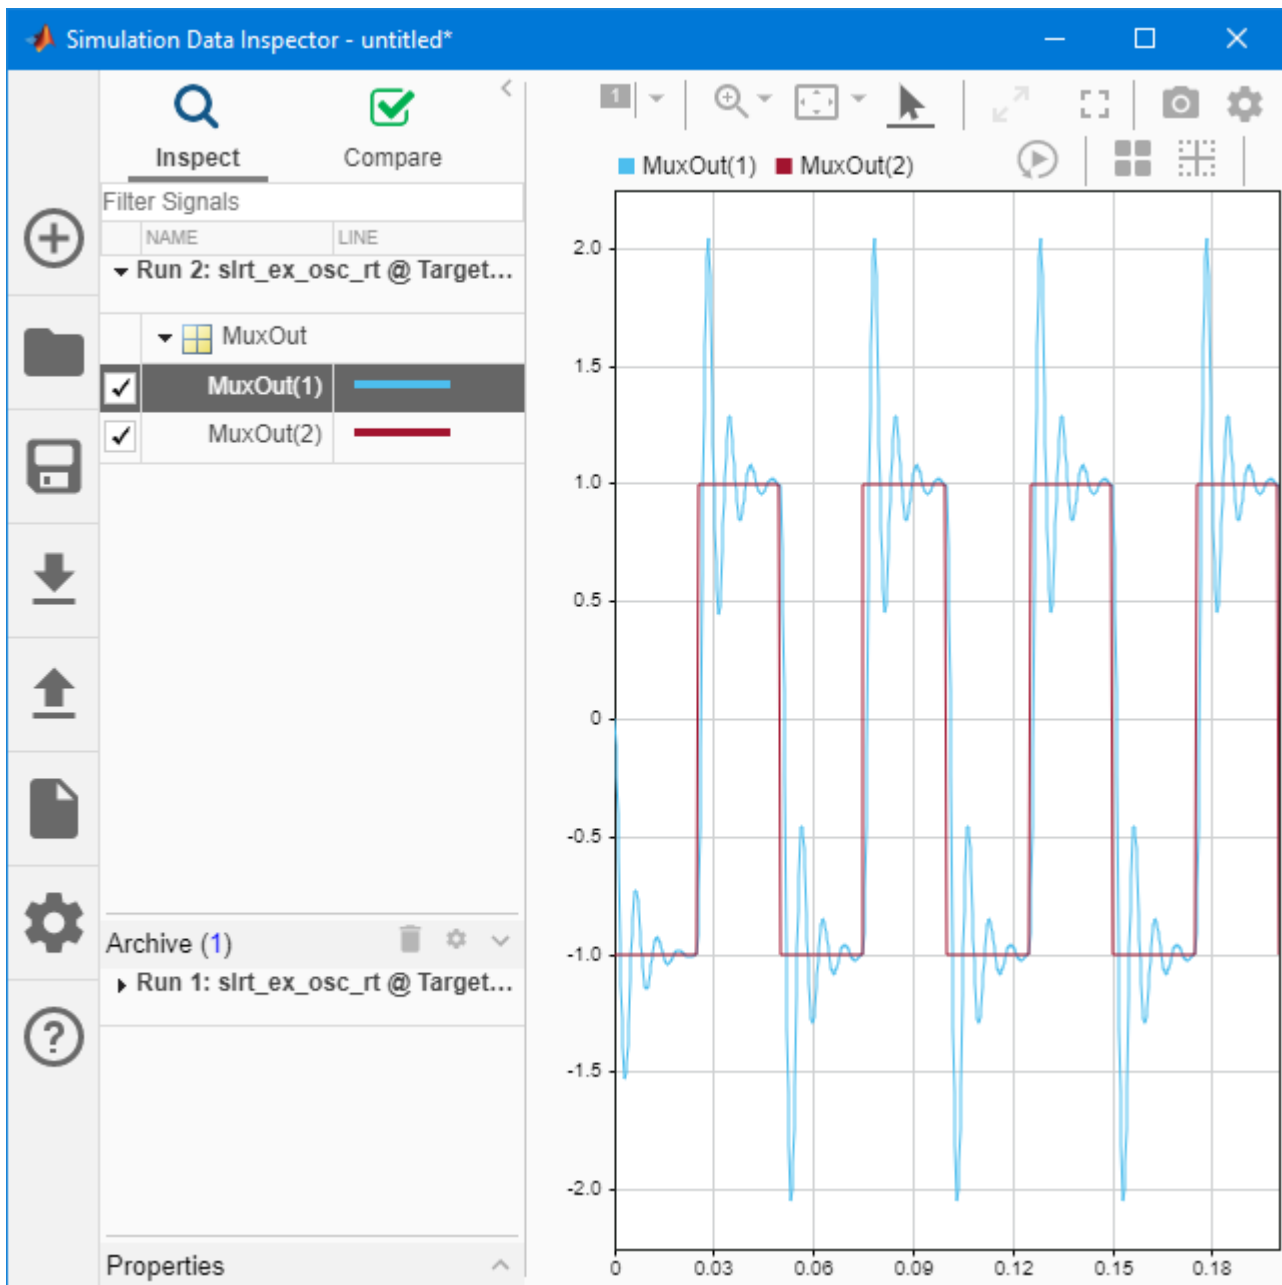 Simulation Data Inspector - untitled*
Inspect
Compare
Filter Signals
NAME
LINE
Run 2: slrt_ex_osc_rt @ Target...
MuxOut
MuxOut(1)
MuxOut(2)
Archive (1)
Run 1: slrt_ex_osc_rt @ Target...
Properties
1
MuxOut(1) MuxOut(2)
2.0
1.5
1.0
0.5
0
-0.5
-1.0
-1.5
-2.0
0 0.03 0.06 0.09 0.12 0.15 0.18